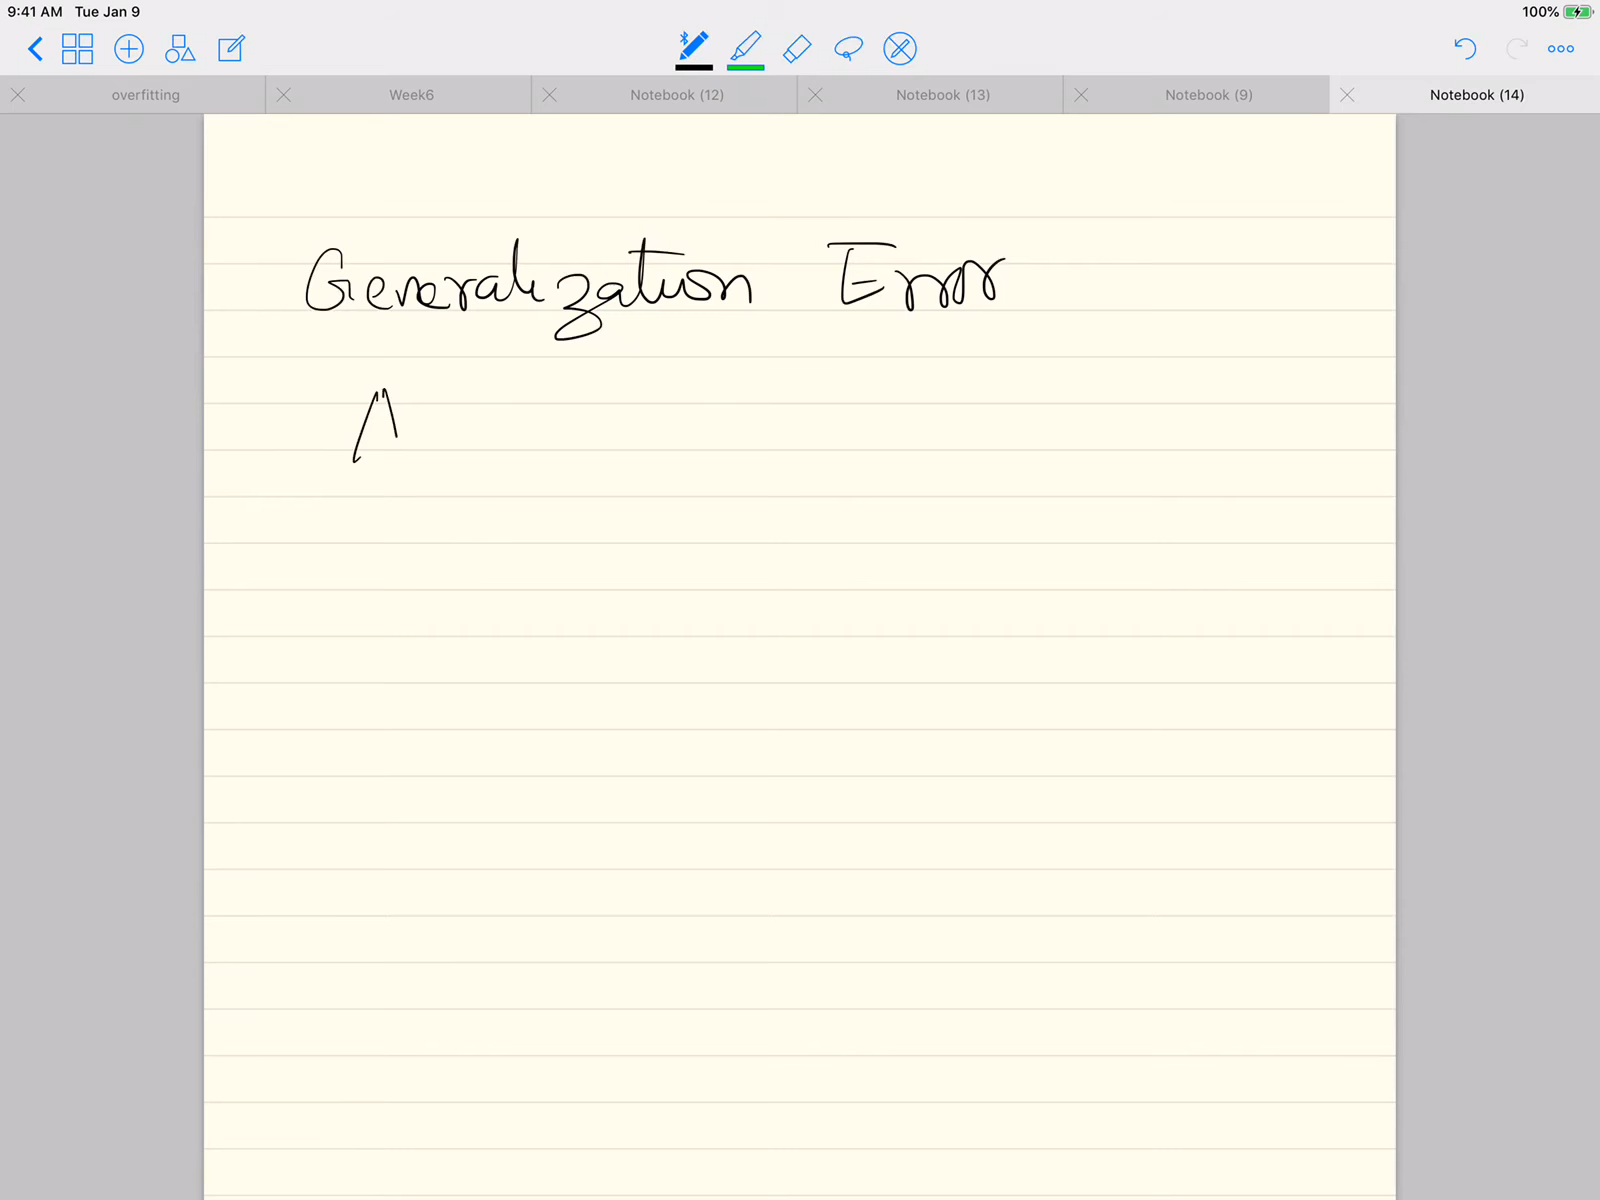 9:41 AM Tue Jan 9 100%
overfitting Week6 Notebook (12) Notebook (13) Notebook (9) Notebook (14)
Generalization Error